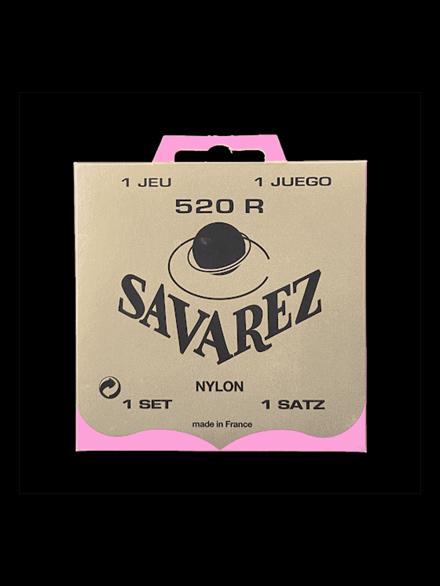 1 JEU 1 JUEGO
520 R
SAVAREZ
NYLON
1 SET 1 SATZ
made in France